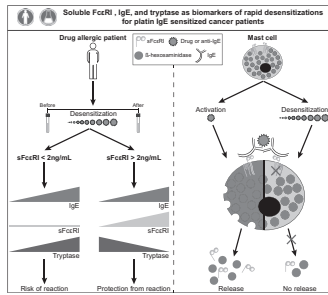 Soluble FcεRI , IgE, and tryptase as biomarkers of rapid desensitizations
for platin IgE sensitized cancer patients
Drug allergic patient
sFcεRI
Drug or anti-IgE
ß-hexosaminidase
IgE
Mast cell
Before
After
Desensitization
Activation
Desensitization
sFcεRI < 2ng/mL
sFcεRI > 2ng/mL
IgE
IgE
sFcεRI
sFcεRI
Tryptase
Tryptase
Risk of reaction
Protection from reaction
Release
No release